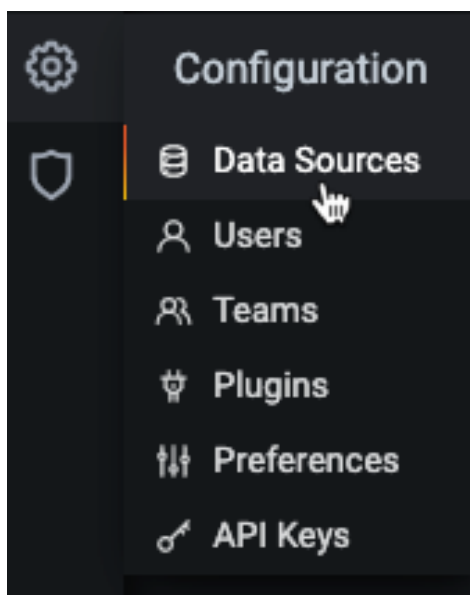 Configuration
Data Sources
Users
Teams
Plugins
Preferences
API Keys